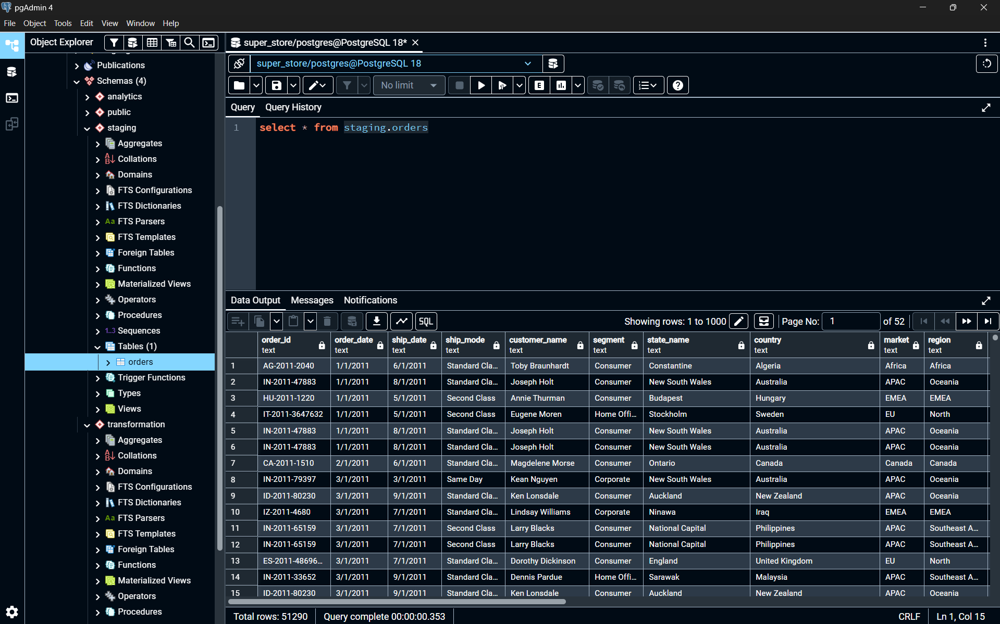 pgAdmin 4
File Object Tools Edit View Window Help
Object Explorer
super_store/postgres@PostgreSQL 18*
super_store/postgres@PostgreSQL 18
No limit
E
Query Query History
1 select * from staging.orders
Publications
Schemas (4)
analytics
public
staging
Aggregates
Collations
Domains
FTS Configurations
FTS Dictionaries
Aa FTS Parsers
FTS Templates
Foreign Tables
Functions
Materialized Views
Operators
Procedures
1..3 Sequences
Tables (1)
orders
Trigger Functions
Types
Views
transformation
Aggregates
Collations
Domains
FTS Configurations
FTS Dictionaries
Aa FTS Parsers
FTS Templates
Foreign Tables
Functions
Materialized Views
Operators
Procedures
Data Output Messages Notifications
SQL Showing rows: 1 to 1000 Page No: 1 of 52
order_id order_date ship_date ship_mode customer_name segment state_name country market region
text text text text text text text text text text
1 AG-2011-2040 1/1/2011 6/1/2011 Standard Cla... Toby Braunhardt Consumer Constantine Algeria Africa Africa
2 IN-2011-47883 1/1/2011 8/1/2011 Standard Cla... Joseph Holt Consumer New South Wales Australia APAC Oceania
3 HU-2011-1220 1/1/2011 5/1/2011 Second Class Annie Thurman Consumer Budapest Hungary EMEA EMEA
4 IT-2011-3647632 1/1/2011 5/1/2011 Second Class Eugene Moren Home Offi... Stockholm Sweden EU North
5 IN-2011-47883 1/1/2011 8/1/2011 Standard Cla... Joseph Holt Consumer New South Wales Australia APAC Oceania
6 IN-2011-47883 1/1/2011 8/1/2011 Standard Cla... Joseph Holt Consumer New South Wales Australia APAC Oceania
7 CA-2011-1510 2/1/2011 6/1/2011 Standard Cla... Magdelene Morse Consumer Ontario Canada Canada Canada
8 IN-2011-79397 3/1/2011 3/1/2011 Same Day Kean Nguyen Corporate New South Wales Australia APAC Oceania
9 ID-2011-80230 3/1/2011 9/1/2011 Standard Cla... Ken Lonsdale Consumer Auckland New Zealand APAC Oceania
10 IZ-2011-4680 3/1/2011 7/1/2011 Standard Cla... Lindsay Williams Corporate Ninawa Iraq EMEA EMEA
11 IN-2011-65159 3/1/2011 7/1/2011 Second Class Larry Blacks Consumer National Capital Philippines APAC Southeast A...
12 IN-2011-65159 3/1/2011 7/1/2011 Second Class Larry Blacks Consumer National Capital Philippines APAC Southeast A...
13 ES-2011-48696... 3/1/2011 7/1/2011 Standard Cla... Dorothy Dickinson Consumer England United Kingdom EU North
14 IN-2011-33652 3/1/2011 9/1/2011 Standard Cla... Dennis Pardue Home Offi... Sarawak Malaysia APAC Southeast A...
15 ID-2011-80230 3/1/2011 9/1/2011 Standard Cla... Ken Lonsdale Consumer Auckland New Zealand APAC Oceania
Total rows: 51290 Query complete 00:00:00.353 CRLF Ln 1, Col 15